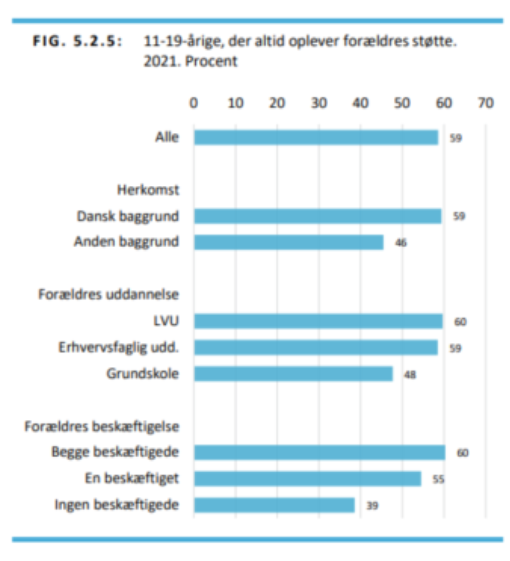 FIG. 5.2.5: 11-19-årige, der altid oplever forældres støtte.
2021. Procent
0 10 20 30 40 50 60 70
Alle 59
Herkomst
Dansk baggrund 59
Anden baggrund 46
Forældres uddannelse
LVU 60
Erhvervsfaglig udd. 59
Grundskole 48
Forældres beskæftigelse
Begge beskæftigede 60
En beskæftiget 55
Ingen beskæftigede 39